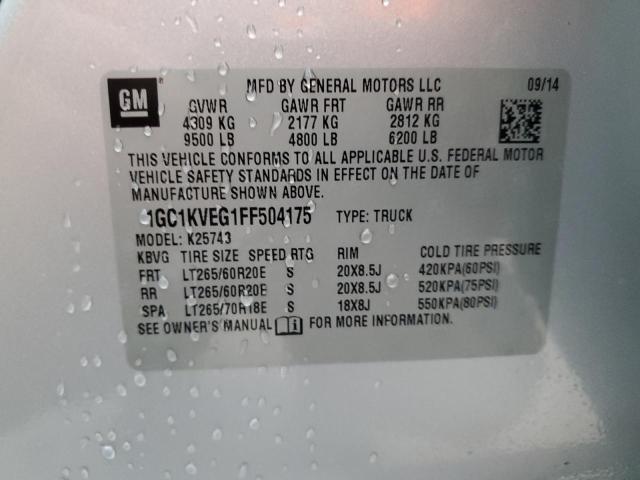 GM
MFD BY GENERAL MOTORS LLC 09/14
GVWR GAWR FRT GAWR RR
4309 KG 2177 KG 2812 KG
9500 LB 4800 LB 6200 LB
THIS VEHICLE CONFORMS TO ALL APPLICABLE U.S. FEDERAL MOTOR
VEHICLE SAFETY STANDARDS IN EFFECT ON THE DATE OF
MANUFACTURE SHOWN ABOVE.
1GC1KVEG1FF504175 TYPE: TRUCK
MODEL: K25743
KBVG TIRE SIZE SPEED RTG RIM COLD TIRE PRESSURE
FRT LT265/60R20E S 20X8.5J 420KPA(60PSI)
RR LT265/60R20E S 20X8.5J 520KPA(75PSI)
SPA LT265/70R18E S 18X8J 550KPA(80PSI)
SEE OWNER'S MANUAL FOR MORE INFORMATION.